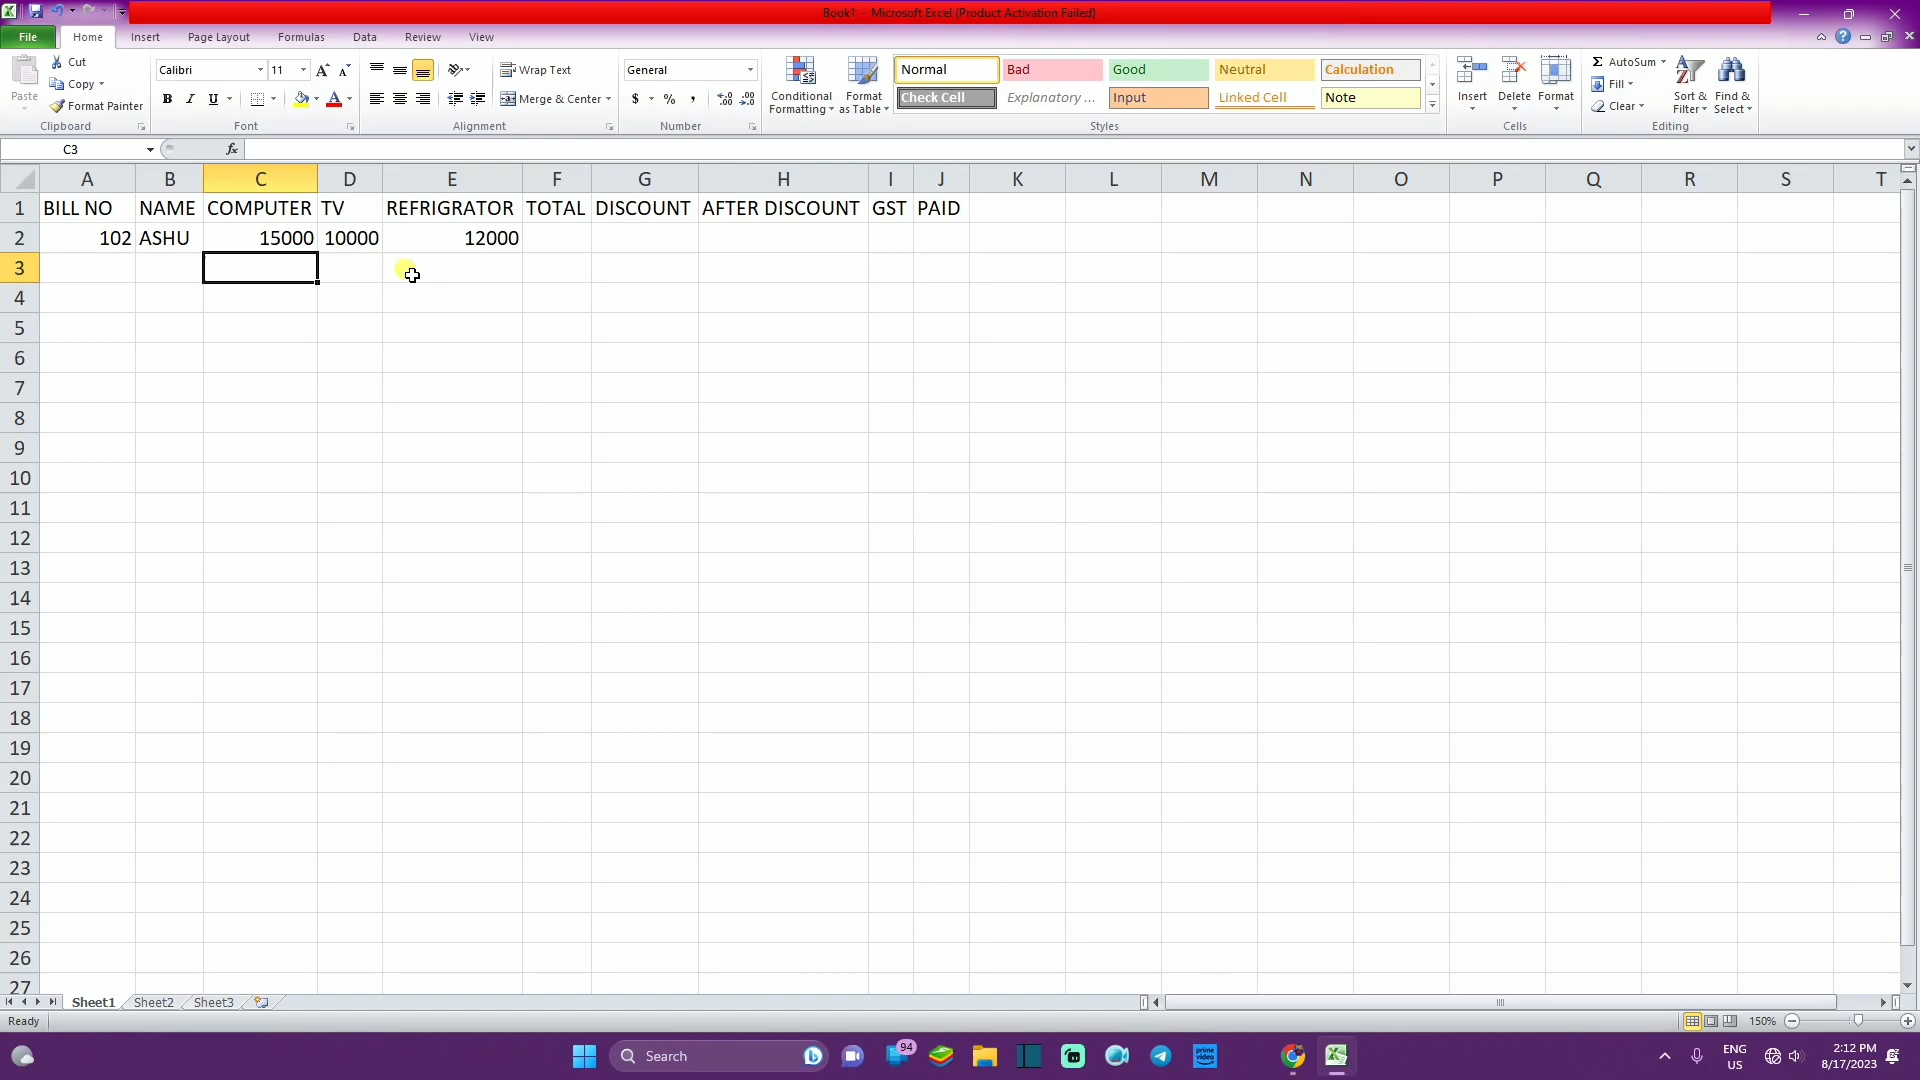 Book1 - Microsoft Excel (Product Activation Failed)
File Home Insert Page Layout Formulas Data Review View
Paste Cut Copy Format Painter Clipboard
Calibri 11 B I U Font
Wrap Text Merge & Center Alignment
General $ % , Number
Conditional Formatting Format as Table
Normal Bad Good Neutral Calculation
Check Cell Explanatory ... Input Linked Cell Note
Styles
Insert Delete Format Cells
AutoSum Fill Clear Sort & Filter Find & Select Editing
C3 fx
A B C D E F G H I J K L M N O P Q R S T
1 BILL NO NAME COMPUTER TV REFRIGRATOR TOTAL DISCOUNT AFTER DISCOUNT GST PAID
2 102 ASHU 15000 10000 12000
3
4
5
6
7
8
9
10
11
12
13
14
15
16
17
18
19
20
21
22
23
24
25
26
27
Sheet1 Sheet2 Sheet3
Ready 150%
Search 94 prime video ENG US 2:12 PM 8/17/2023